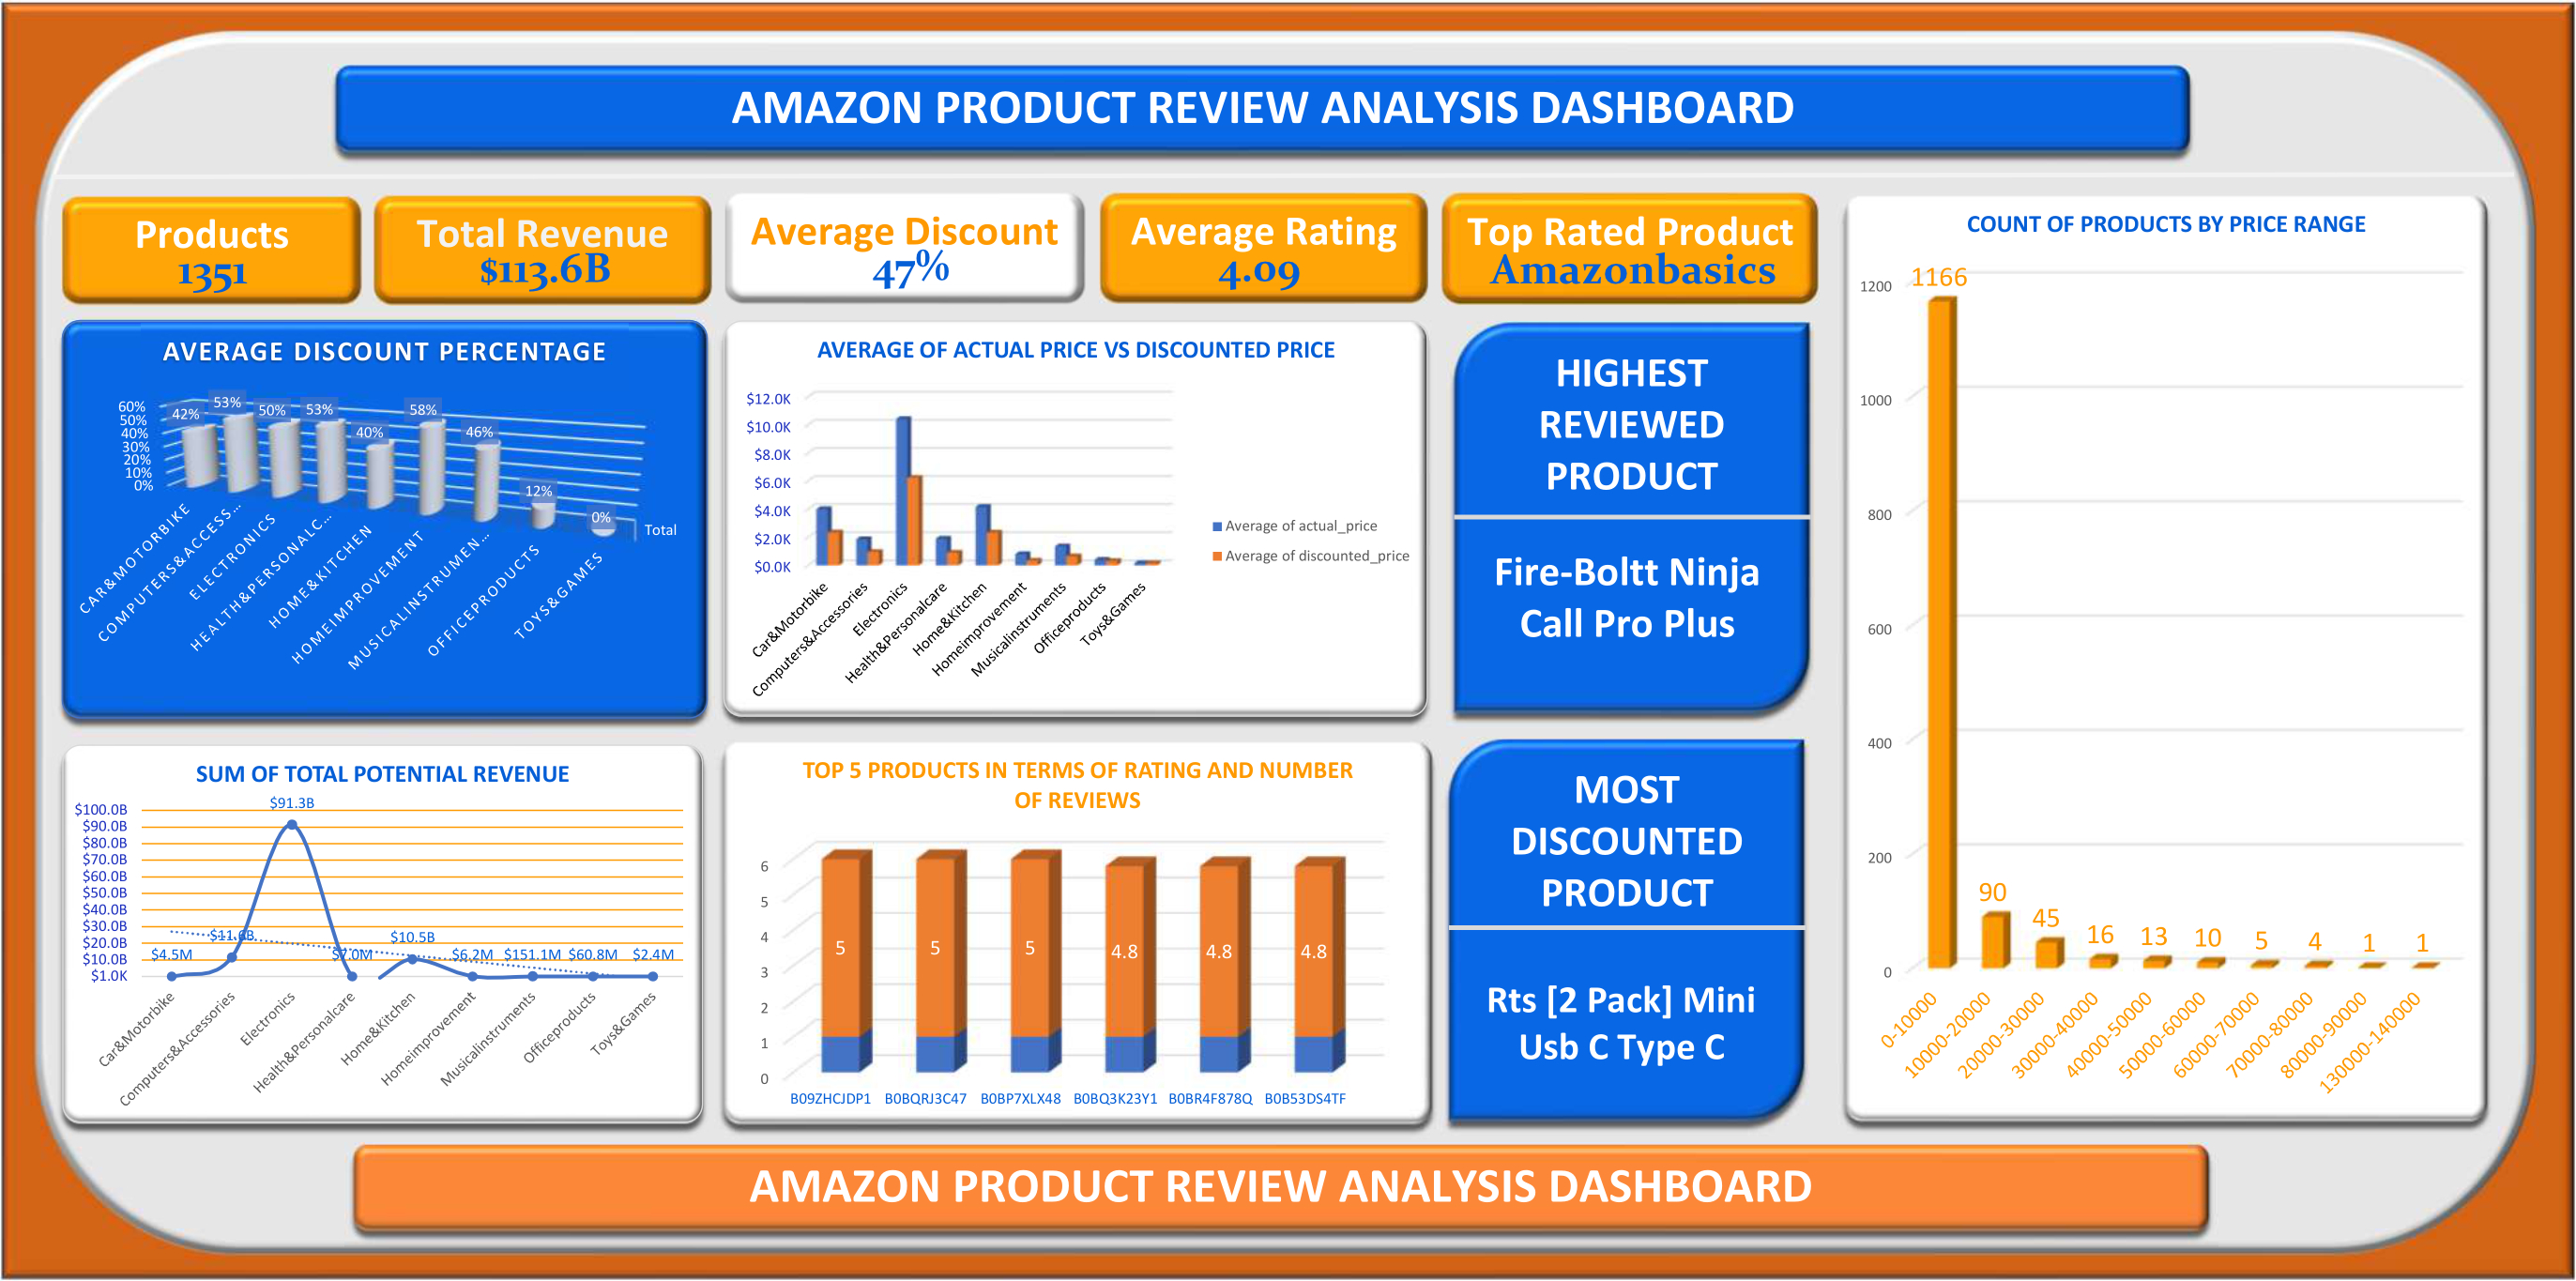 AMAZON PRODUCT REVIEW ANALYSIS DASHBOARD
Products
1351
Total Revenue
$113.6B
Average Discount
47%
Average Rating
4.09
Top Rated Product
Amazonbasics
AVERAGE DISCOUNT PERCENTAGE
60%
50%
40%
30%
20%
10%
0%
42%
53%
50%
53%
40%
58%
46%
12%
0%
Total
CAR&MOTORBIKE
COMPUTERS&ACCESS...
ELECTRONICS
HEALTH&PERSONALC...
HOME&KITCHEN
HOMEIMPROVEMENT
MUSICALINSTRUMEN...
OFFICEPRODUCTS
TOYS&GAMES
AVERAGE OF ACTUAL PRICE VS DISCOUNTED PRICE
$12.0K
$10.0K
$8.0K
$6.0K
$4.0K
$2.0K
$0.0K
Car&Motorbike
Computers&Accessories
Electronics
Health&Personalcare
Home&Kitchen
Homeimprovement
Musicalinstruments
Officeproducts
Toys&Games
Average of actual_price
Average of discounted_price
HIGHEST
REVIEWED
PRODUCT
Fire-Boltt Ninja
Call Pro Plus
COUNT OF PRODUCTS BY PRICE RANGE
1200
1000
800
600
400
200
0
1166
90
45
16
13
10
5
4
1
1
0-10000
10000-20000
20000-30000
30000-40000
40000-50000
50000-60000
60000-70000
70000-80000
80000-90000
130000-140000
SUM OF TOTAL POTENTIAL REVENUE
$100.0B
$90.0B
$80.0B
$70.0B
$60.0B
$50.0B
$40.0B
$30.0B
$20.0B
$10.0B
$1.0K
$4.5M
$11.6B
$91.3B
$7.0M
$10.5B
$6.2M
$151.1M
$60.8M
$2.4M
Car&Motorbike
Computers&Accessories
Electronics
Health&Personalcare
Home&Kitchen
Homeimprovement
Musicalinstruments
Officeproducts
Toys&Games
TOP 5 PRODUCTS IN TERMS OF RATING AND NUMBER
OF REVIEWS
6
5
4
3
2
1
0
5
5
5
4.8
4.8
4.8
B09ZHCJDP1
B0BQRJ3C47
B0BP7XLX48
B0BQ3K23Y1
B0BR4F878Q
B0B53DS4TF
MOST
DISCOUNTED
PRODUCT
Rts [2 Pack] Mini
Usb C Type C
AMAZON PRODUCT REVIEW ANALYSIS DASHBOARD